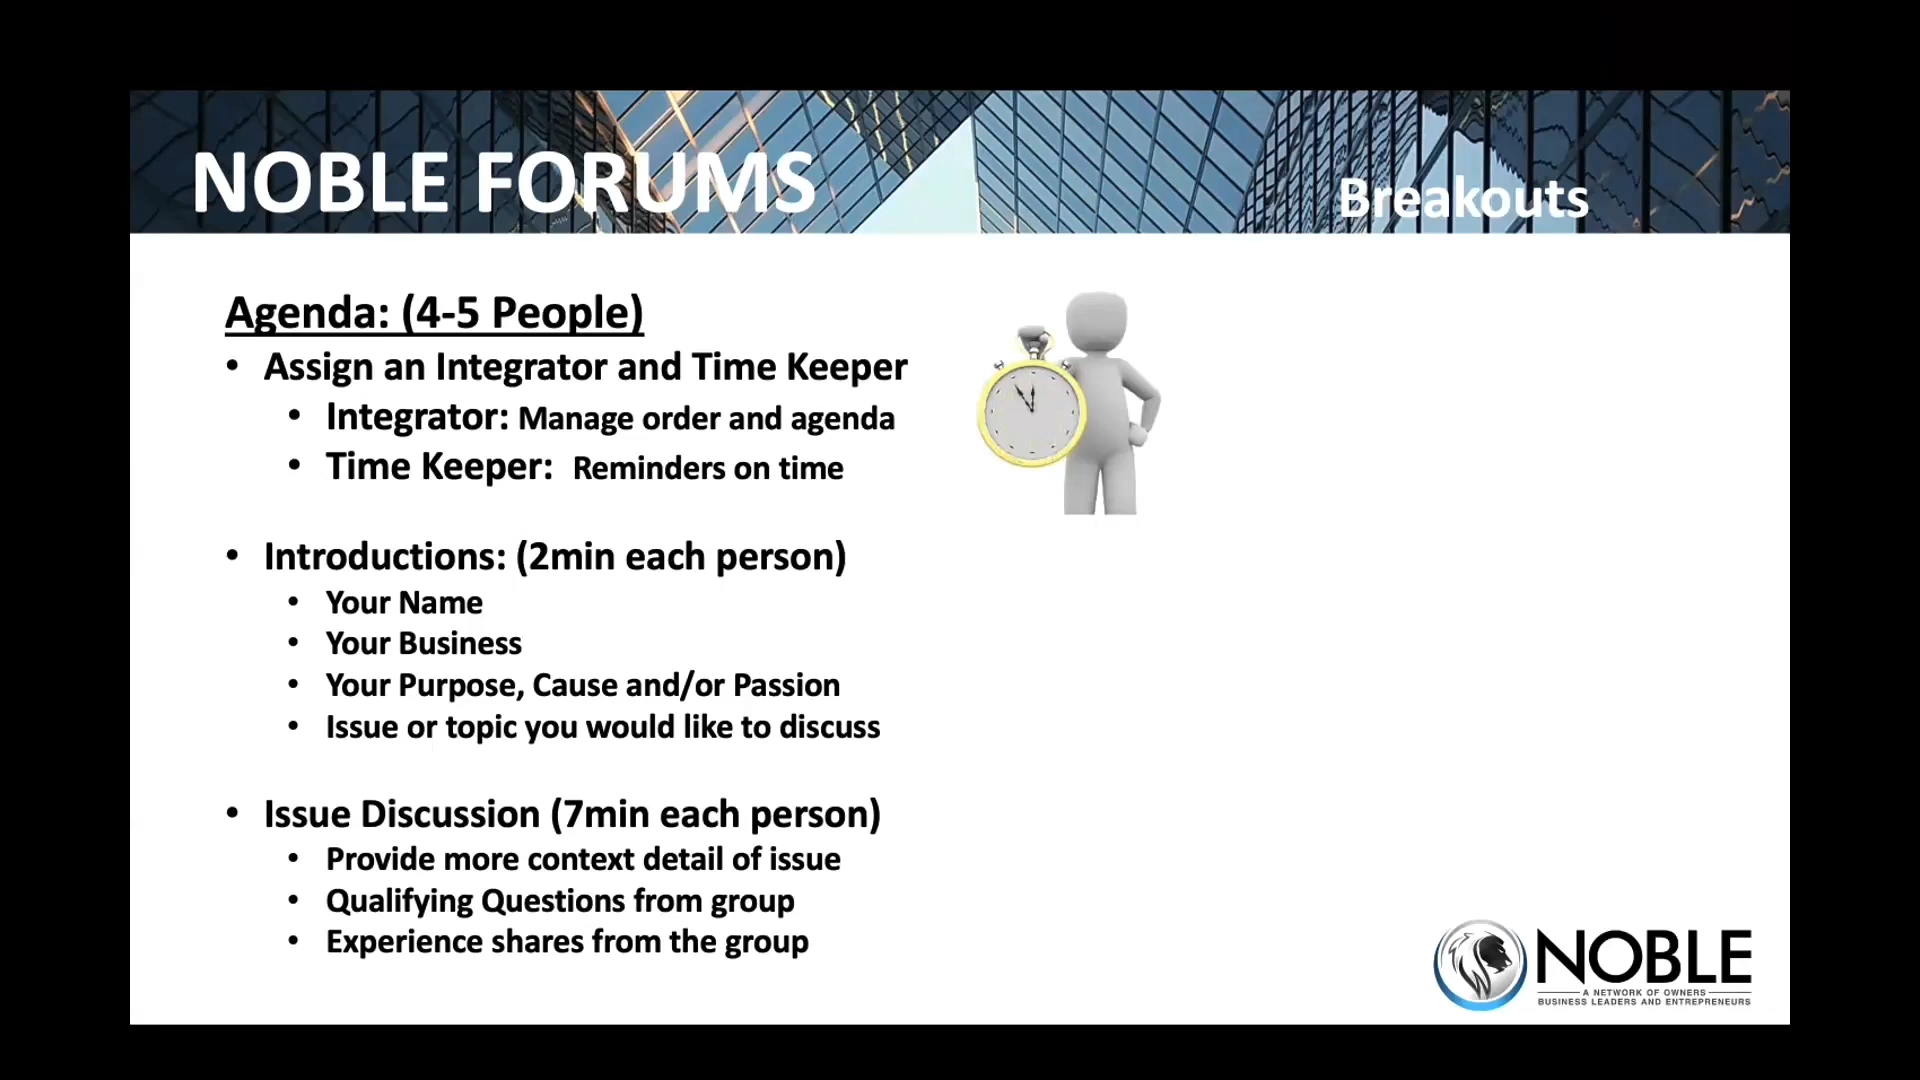 NOBLE FORUMS
Breakouts
Agenda: (4-5 People)
• Assign an Integrator and Time Keeper
• Integrator: Manage order and agenda
• Time Keeper: Reminders on time
• Introductions: (2min each person)
• Your Name
• Your Business
• Your Purpose, Cause and/or Passion
• Issue or topic you would like to discuss
• Issue Discussion (7min each person)
• Provide more context detail of issue
• Qualifying Questions from group
• Experience shares from the group
NOBLE
A NETWORK OF OWNERS
BUSINESS LEADERS AND ENTREPRENEURS